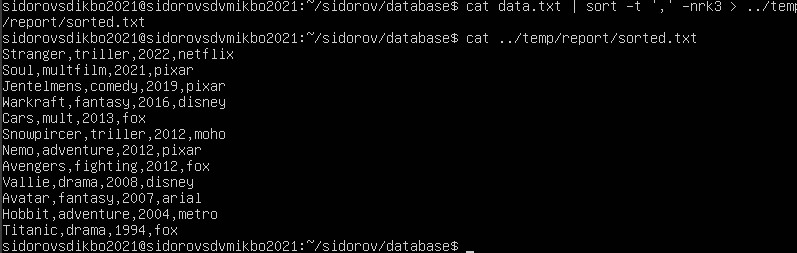 sidorovsdikbo2021@sidorovsdvmikbo2021:~/sidorov/database$ cat data.txt | sort -t ',' -nrk3 > ../temp
/report/sorted.txt
sidorovsdikbo2021@sidorovsdvmikbo2021:~/sidorov/database$ cat ../temp/report/sorted.txt
Stranger,triller,2022,netflix
Soul,multfilm,2021,pixar
Jentelmens,comedy,2019,pixar
Warkraft,fantasy,2016,disney
Cars,mult,2013,fox
Snowpircer,triller,2012,moho
Nemo,adventure,2012,pixar
Avengers,fighting,2012,fox
Vallie,drama,2008,disney
Avatar,fantasy,2007,arial
Hobbit,adventure,2004,metro
Titanic,drama,1994,fox
sidorovsdikbo2021@sidorovsdvmikbo2021:~/sidorov/database$ _